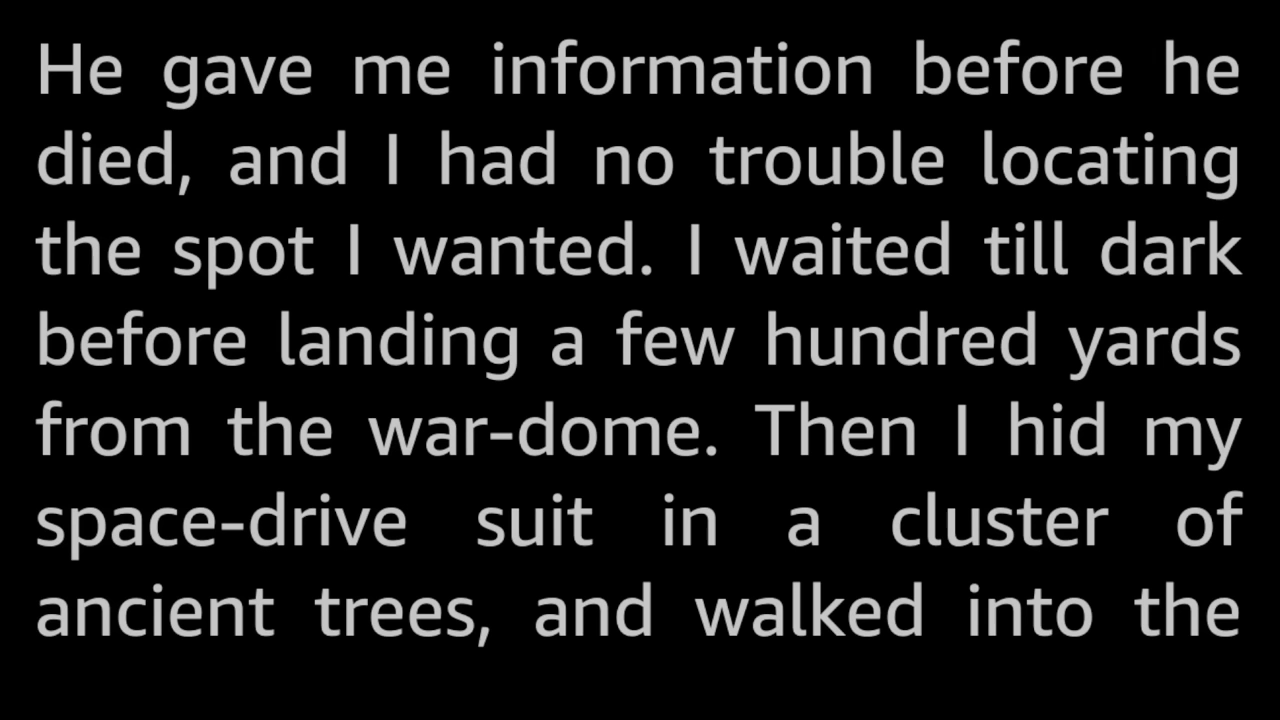 He gave me information before he
died, and I had no trouble locating
the spot I wanted. I waited till dark
before landing a few hundred yards
from the war-dome. Then I hid my
space-drive suit in a cluster of
ancient trees, and walked into the